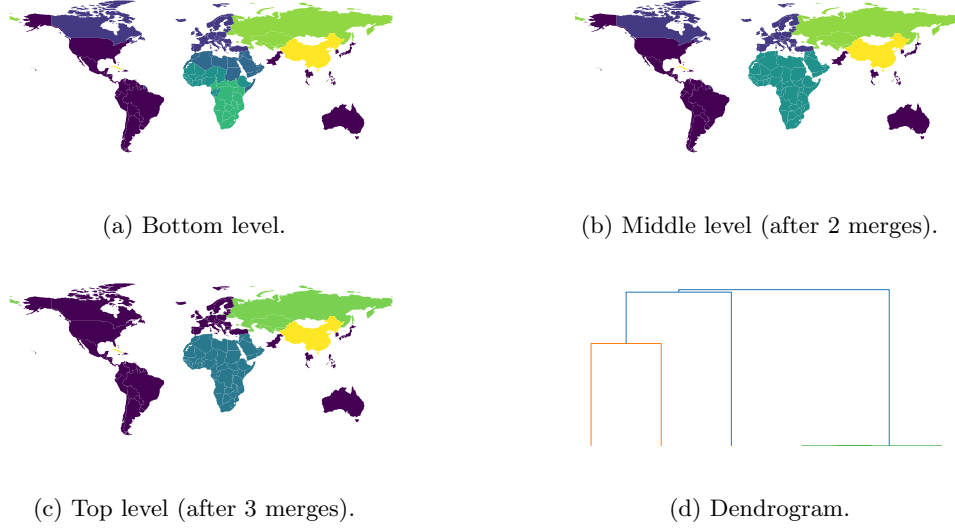 (a) Bottom level.
(b) Middle level (after 2 merges).
(c) Top level (after 3 merges).
(d) Dendrogram.